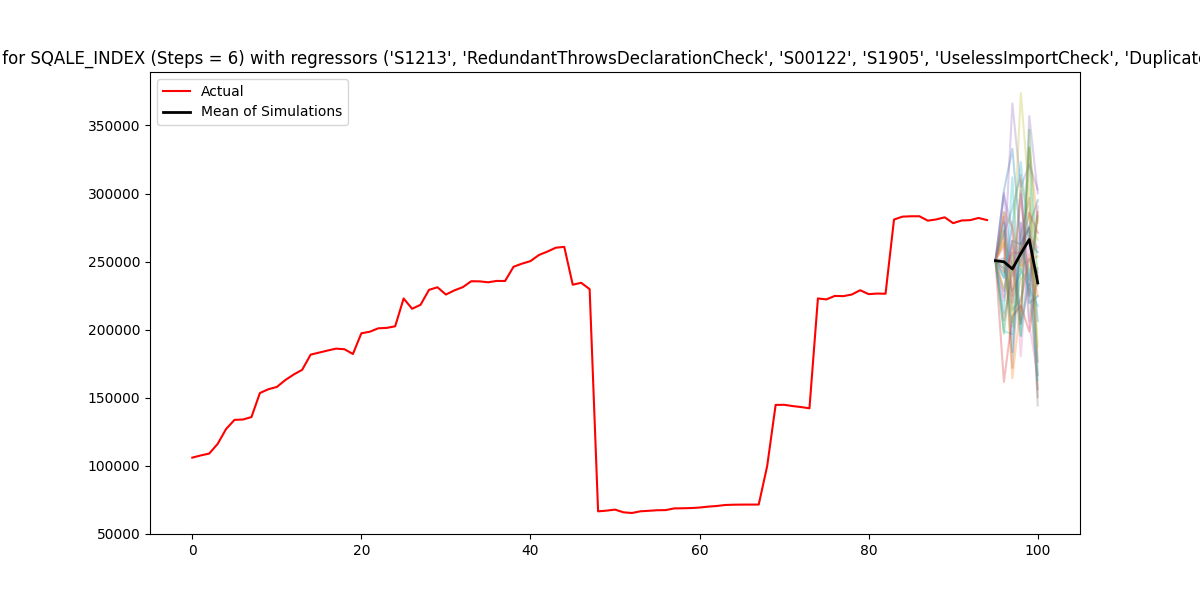 for SQALE_INDEX (Steps = 6) with regressors ('S1213', 'RedundantThrowsDeclarationCheck', 'S00122', 'S1905', 'UselessImportCheck', 'Duplicate
Actual
Mean of Simulations
350000
300000
250000
200000
150000
100000
50000
0 20 40 60 80 100